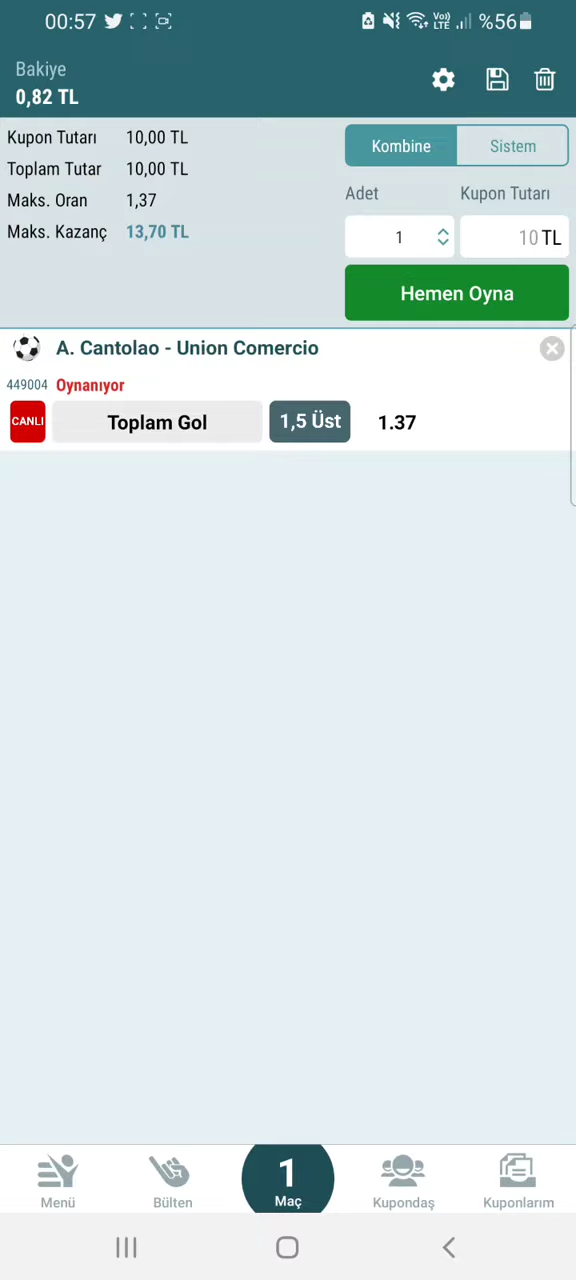 00:57 Vo)) LTE %56
Bakiye
0,82 TL
Kupon Tutarı 10,00 TL
Toplam Tutar 10,00 TL
Maks. Oran 1,37
Maks. Kazanç 13,70 TL
Kombine Sistem
Adet Kupon Tutarı
1 10 TL
Hemen Oyna
A. Cantolao - Union Comercio
449004 Oynanıyor
CANLI Toplam Gol 1,5 Üst 1.37
Menü Bülten 1 Maç Kupondaş Kuponlarım